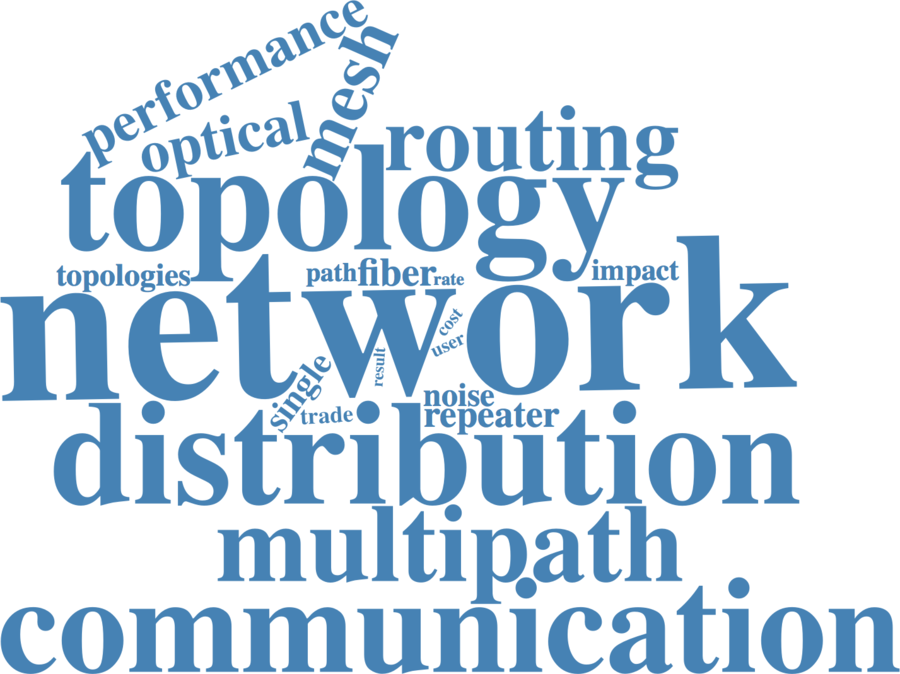 performance
mesh
optical
routing
topology
topologies
path
fiber
rate
impact
network
cost
user
result
single
trade
noise
repeater
distribution
multipath
communication